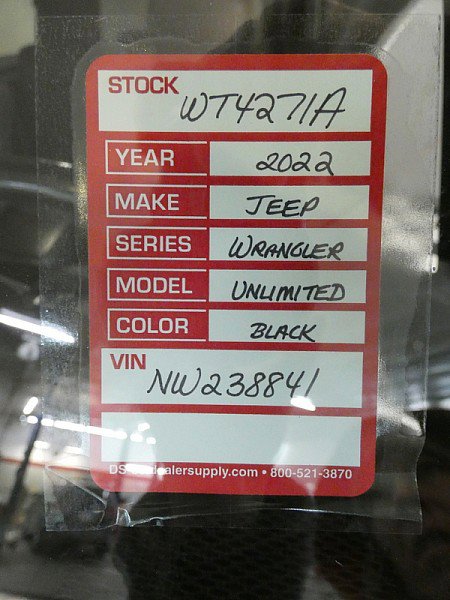 STOCK WT4271A
YEAR 2022
MAKE JEEP
SERIES WRANGLER
MODEL UNLIMITED
COLOR BLACK
VIN
NW238841
800-521-3870